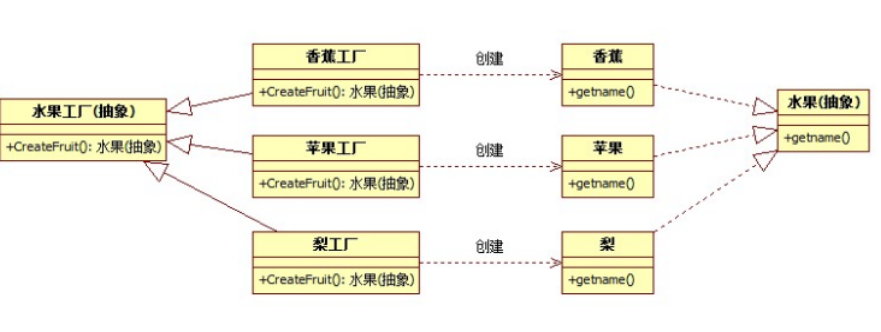 香蕉工厂
+CreateFruit(): 水果(抽象)
创建
香蕉
+getname()
水果工厂(抽象)
+CreateFruit(): 水果(抽象)
水果(抽象)
+getname()
苹果工厂
+CreateFruit(): 水果(抽象)
创建
苹果
+getname()
梨工厂
+CreateFruit(): 水果(抽象)
创建
梨
+getname()